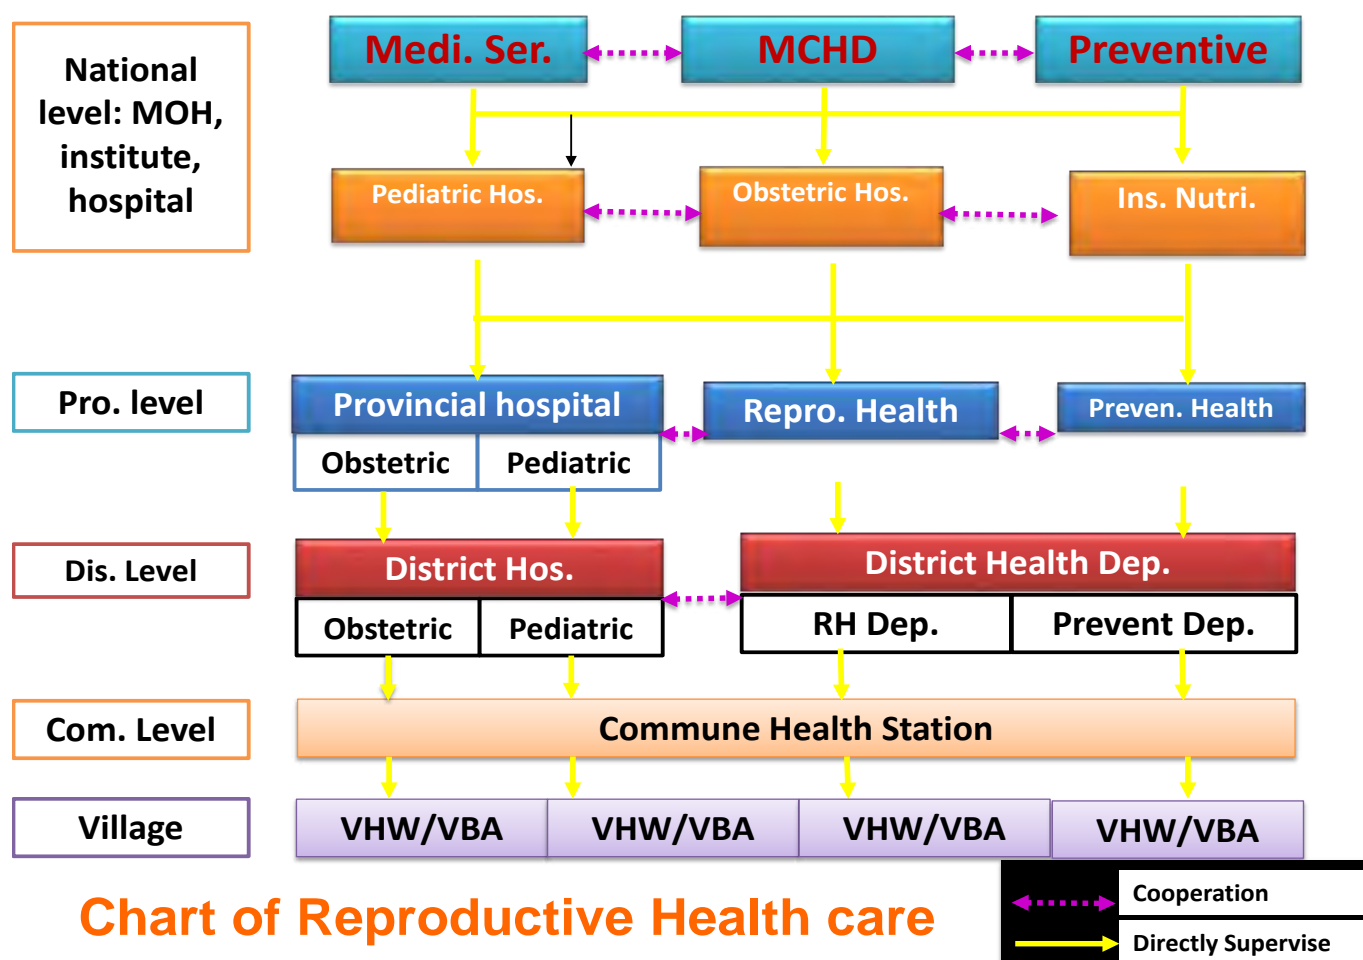 National
level: MOH,
institute,
hospital
Medi. Ser.
MCHD
Preventive
Pediatric Hos.
Obstetric Hos.
Ins. Nutri.
Pro. level
Provincial hospital
Repro. Health
Preven. Health
Obstetric
Pediatric
Dis. Level
District Hos.
District Health Dep.
Obstetric
Pediatric
RH Dep.
Prevent Dep.
Com. Level
Commune Health Station
Village
VHW/VBA
VHW/VBA
VHW/VBA
VHW/VBA
Chart of Reproductive Health care
Cooperation
Directly Supervise